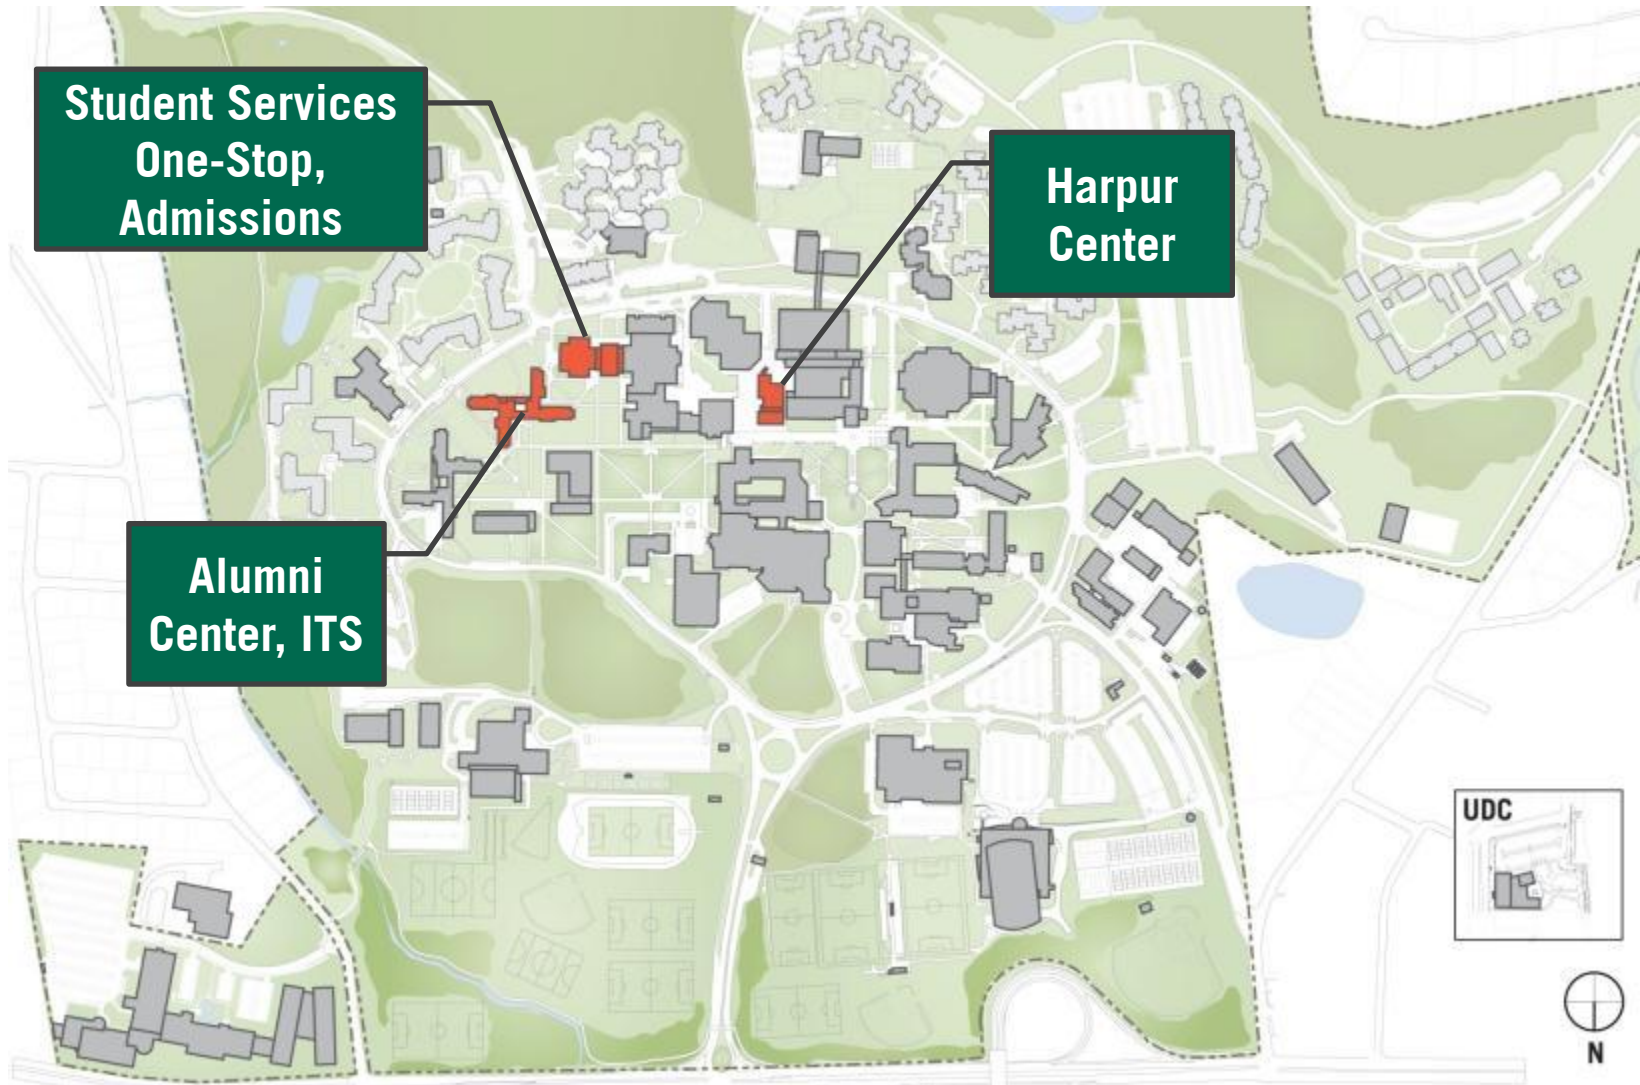 Student Services
One-Stop,
Admissions
Harpur
Center
Alumni
Center, ITS
UDC
N